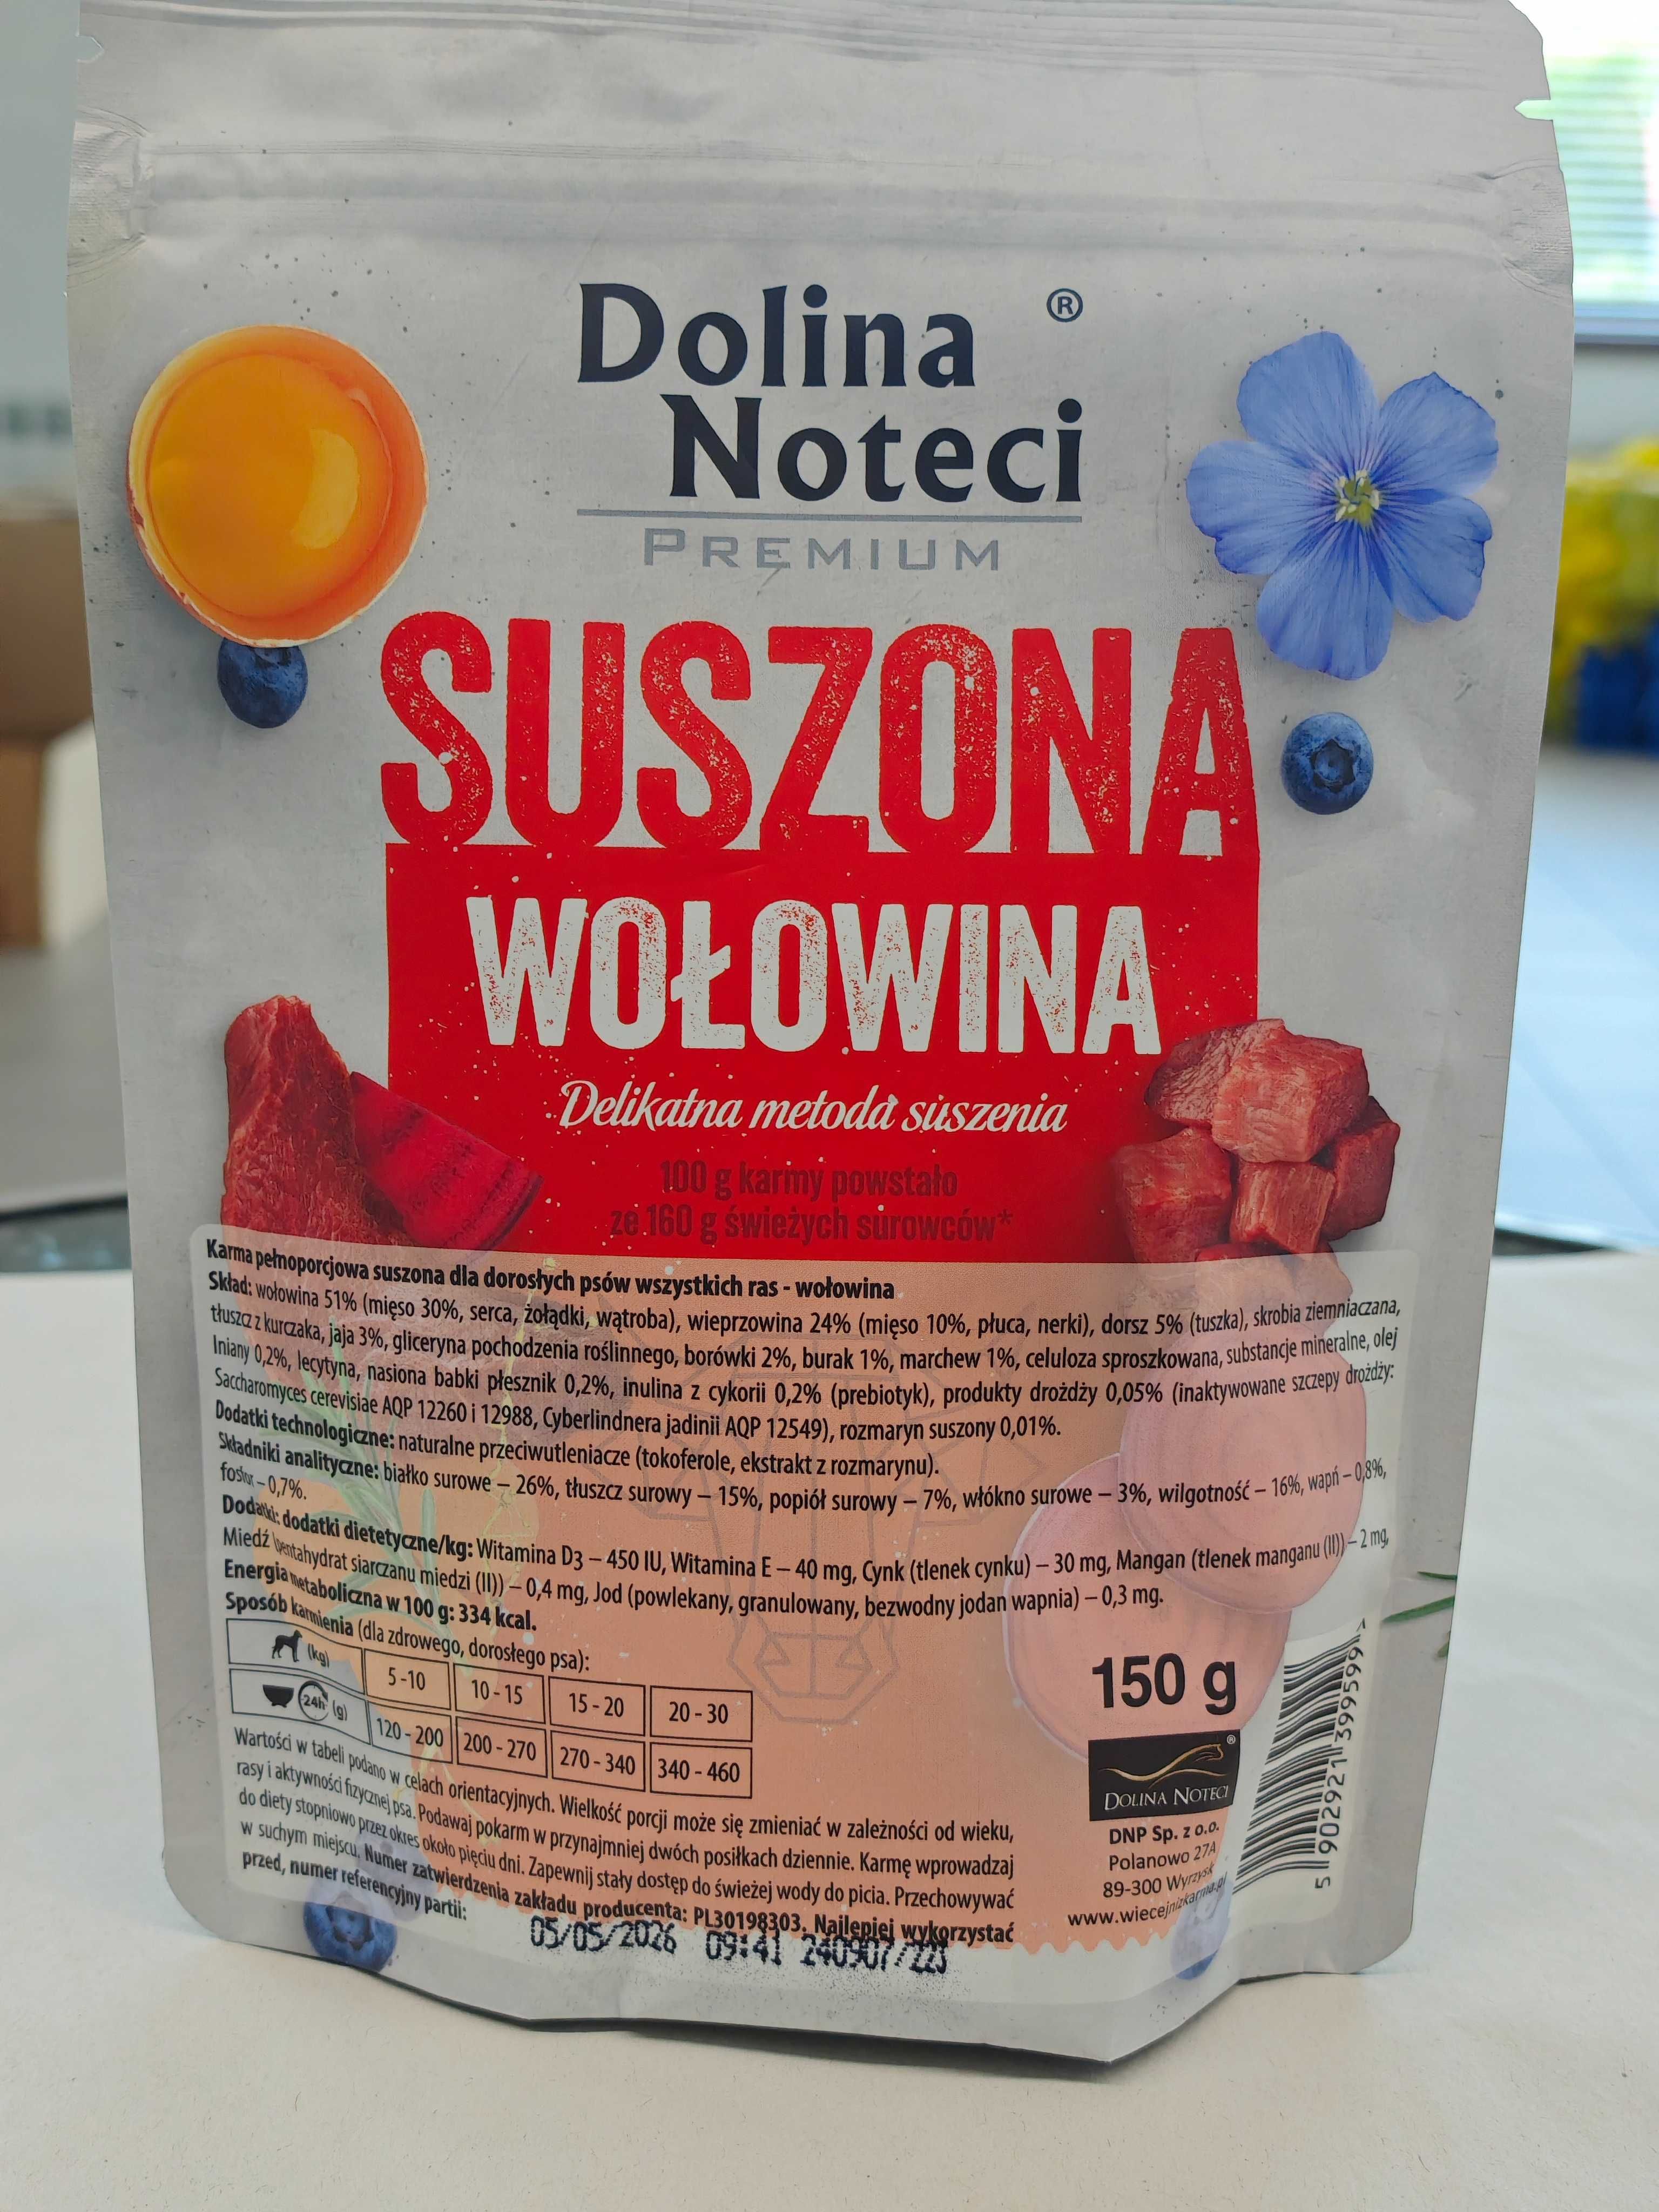 Dolina ®
Noteci
PREMIUM
SUSZONA
WOŁOWINA
Delikatna metoda suszenia
100 g karmy powstało
ze 160 g świeżych surowców*
Karma pełnoporcjowa suszona dla dorosłych psów wszystkich ras - wołowina
Skład: wołowina 51% (mięso 30%, serca, żołądki, wątroba), wieprzowina 24% (mięso 10%, płuca, nerki), dorsz 5% (tuszka), skrobia ziemniaczana,
tłuszcz z kurczaka, jaja 3%, gliceryna pochodzenia roślinnego, borówki 2%, burak 1%, marchew 1%, celuloza sproszkowana, substancje mineralne, olej
lniany 0,2%, lecytyna, nasiona babki płesznik 0,2%, inulina z cykorii 0,2% (prebiotyk), produkty drożdży 0,05% (inaktywowane szczepy drożdży:
Saccharomyces cerevisiae AQP 12260 i 12988, Cyberlindnera jadinii AQP 12549), rozmaryn suszony 0,01%.
Dodatki technologiczne: naturalne przeciwutleniacze (tokoferole, ekstrakt z rozmarynu).
Składniki analityczne: białko surowe – 26%, tłuszcz surowy – 15%, popiół surowy – 7%, włókno surowe – 3%, wilgotność – 16%, wapń – 0,8%,
fosfor – 0,7%.
Dodatki: dodatki dietetyczne/kg: Witamina D3 – 450 IU, Witamina E – 40 mg, Cynk (tlenek cynku) – 30 mg, Mangan (tlenek manganu (II)) – 2 mg,
Miedź (pentahydrat siarczanu miedzi (II)) – 0,4 mg, Jod (powlekany, granulowany, bezwodny jodan wapnia) – 0,3 mg.
Energia metaboliczna w 100 g: 334 kcal.
Sposób karmienia (dla zdrowego, dorosłego psa):
(kg) 5 -10 10 - 15 15 - 20 20 - 30
24h (g) 120 - 200 200 - 270 270 - 340 340 - 460
Wartości w tabeli podano w celach orientacyjnych. Wielkość porcji może się zmieniać w zależności od wieku,
rasy i aktywności fizycznej psa. Podawaj pokarm w przynajmniej dwóch posiłkach dziennie. Karmę wprowadzaj
do diety stopniowo przez okres około pięciu dni. Zapewnij stały dostęp do świeżej wody do picia. Przechowywać
w suchym miejscu. Numer zatwierdzenia zakładu producenta: PL30198303. Najlepiej wykorzystać
przed, numer referencyjny partii:
05/05/2026 09:41 240907/223
150 g
®
DOLINA NOTECI
DNP Sp. z o.o.
Polanowo 27A
89-300 Wyrzysk
www.wiecejnizkarma.pl
5 902921 399599 >